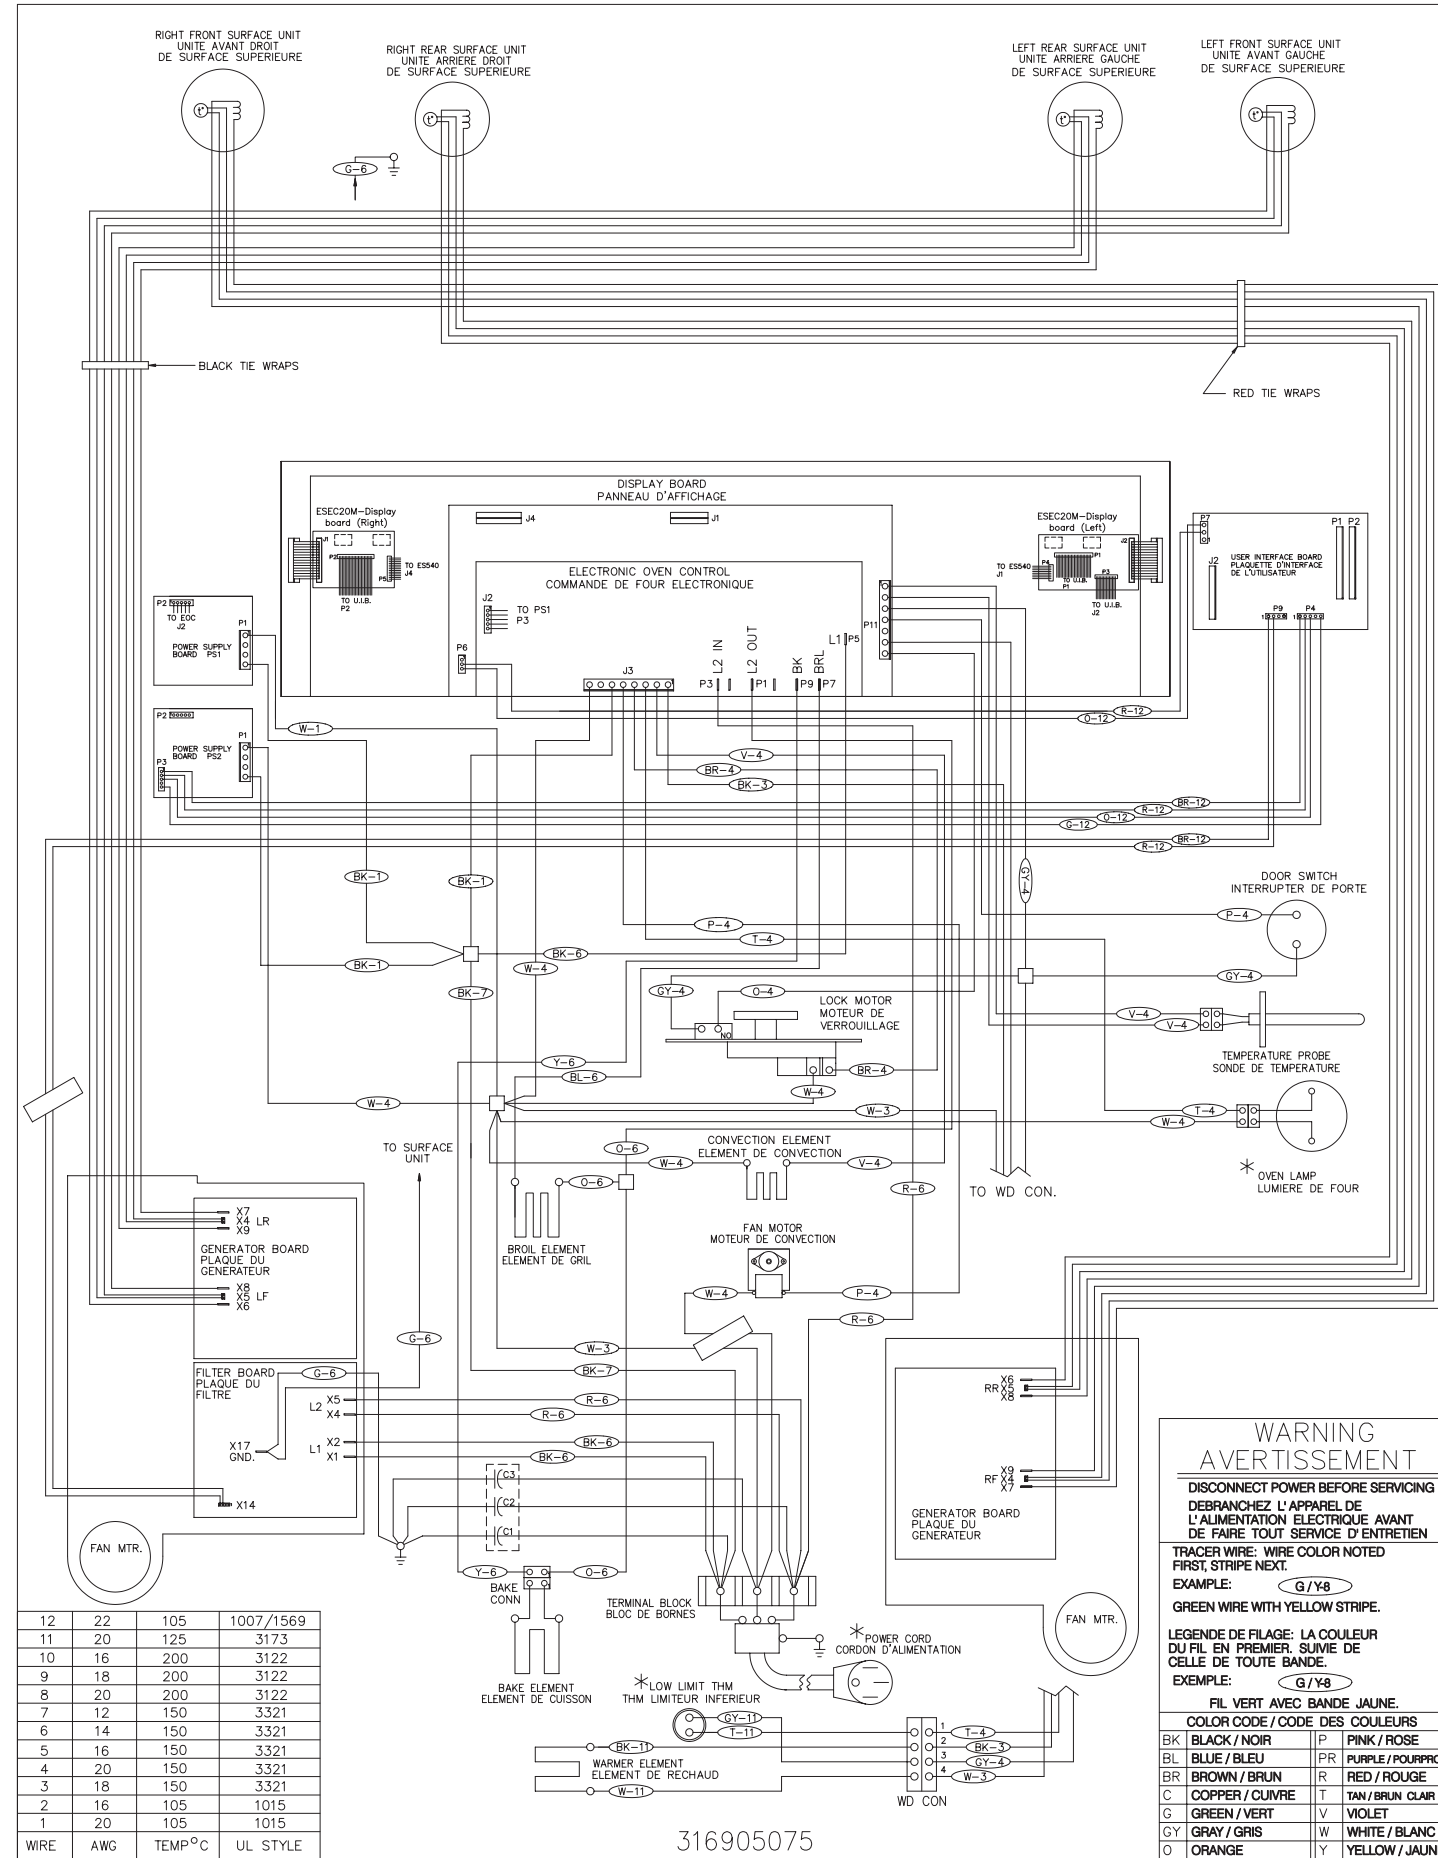 RIGHT FRONT SURFACE UNIT
UNITE AVANT DROIT
DE SURFACE SUPERIEURE
RIGHT REAR SURFACE UNIT
UNITE ARRIERE DROIT
DE SURFACE SUPERIEURE
LEFT REAR SURFACE UNIT
UNITE ARRIERE GAUCHE
DE SURFACE SUPERIEURE
LEFT FRONT SURFACE UNIT
UNITE AVANT GAUCHE
DE SURFACE SUPERIEURE
t°
t°
t°
t°
G-6
BLACK TIE WRAPS
RED TIE WRAPS
DISPLAY BOARD
PANNEAU D'AFFICHAGE
J4
J1
ESEC20M-Display
board (Right)
J1
P2
P5
TO ES540
J4
TO U.I.B.
P2
ESEC20M-Display
board (Left)
J2
P1
P4
P3
TO ES540
J1
TO U.I.B.
P1
TO U.I.B.
J2
ELECTRONIC OVEN CONTROL
COMMANDE DE FOUR ELECTRONIQUE
J2
TO PS1
P3
P6
J3
P3
L2 IN
L2 OUT
P1
BK
P9
BRL
P7
L1
P5
P11
P7
1
J2
USER INTERFACE BOARD
PLAQUETTE D'INTERFACE
DE L'UTILISATEUR
P1 P2
P9
1
P4
1
P2
TO EOC
J2
P1
POWER SUPPLY
BOARD PS1
P2
P1
POWER SUPPLY
BOARD PS2
P3
W-1
R-12
O-12
V-4
BR-4
BK-3
BR-12
R-12
O-12
G-12
BR-12
R-12
BK-1
BK-1
GY-4
DOOR SWITCH
INTERRUPTER DE PORTE
P-4
P-4
T-4
BK-6
W-4
BK-1
GY-4
BK-7
GY-4
O-4
LOCK MOTOR
MOTEUR DE
VERROUILLAGE
NO
V-4
V-4
TEMPERATURE PROBE
SONDE DE TEMPERATURE
Y-6
BL-6
BR-4
W-4
W-4
W-3
T-4
W-4
OVEN LAMP
LUMIERE DE FOUR
TO SURFACE
UNIT
O-6
CONVECTION ELEMENT
ELEMENT DE CONVECTION
W-4
V-4
O-6
R-6
TO WD CON.
BROIL ELEMENT
ELEMENT DE GRIL
FAN MOTOR
MOTEUR DE CONVECTION
W-4
P-4
R-6
X7
X4 LR
X9
GENERATOR BOARD
PLAQUE DU
GENERATEUR
X8
X5 LF
X6
G-6
W-3
BK-7
FILTER BOARD
PLAQUE DU
FILTRE
G-6
L2
X5
X4
R-6
R-6
X17
GND.
L1
X2
X1
BK-6
BK-6
X14
C3
C2
C1
FAN MTR.
X6
RR X5
X8
X9
RF X4
X7
GENERATOR BOARD
PLAQUE DU
GENERATEUR
FAN MTR.
Y-6
O-6
BAKE
CONN
BAKE ELEMENT
ELEMENT DE CUISSON
TERMINAL BLOCK
BLOC DE BORNES
POWER CORD
CORDON D'ALIMENTATION
LOW LIMIT THM
THM LIMITEUR INFERIEUR
GY-11
T-11
BK-11
WARMER ELEMENT
ELEMENT DE RECHAUD
W-11
1
2
3
4
T-4
BK-3
GY-4
W-3
WD CON
12 22 105 1007/1569
11 20 125 3173
10 16 200 3122
9 18 200 3122
8 20 200 3122
7 12 150 3321
6 14 150 3321
5 16 150 3321
4 20 150 3321
3 18 150 3321
2 16 105 1015
1 20 105 1015
WIRE AWG TEMP°C UL STYLE
316905075
WARNING
AVERTISSEMENT
DISCONNECT POWER BEFORE SERVICING
DEBRANCHEZ L'APPAREL DE
L'ALIMENTATION ELECTRIQUE AVANT
DE FAIRE TOUT SERVICE D'ENTRETIEN
TRACER WIRE: WIRE COLOR NOTED
FIRST, STRIPE NEXT.
EXAMPLE: G/Y-8
GREEN WIRE WITH YELLOW STRIPE.
LEGENDE DE FILAGE: LA COULEUR
DU FIL EN PREMIER. SUIVIE DE
CELLE DE TOUTE BANDE.
EXEMPLE: G/Y-8
FIL VERT AVEC BANDE JAUNE.
COLOR CODE / CODE DES COULEURS
BK BLACK / NOIR P PINK / ROSE
BL BLUE / BLEU PR PURPLE / POURPRO
BR BROWN / BRUN R RED / ROUGE
C COPPER / CUIVRE T TAN / BRUN CLAIR
G GREEN / VERT V VIOLET
GY GRAY / GRIS W WHITE / BLANC
O ORANGE Y YELLOW / JAUN